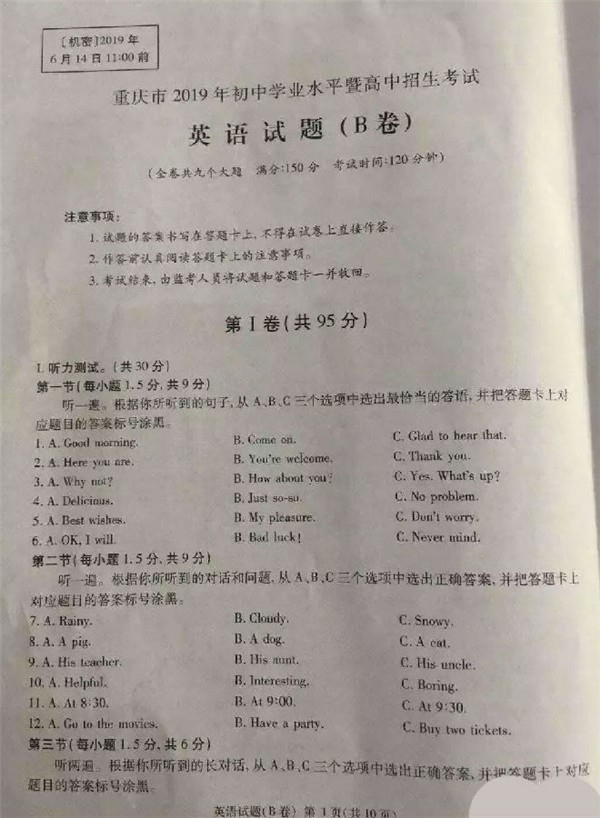 [机密]2019年
6月14日11:00前
重庆市2019年初中学业水平暨高中招生考试
英语试题(B卷)
(全卷共九个大题 满分:150分 考试时间:120分钟)
注意事项:
1. 试题的答案书写在答题卡上,不得在试卷上直接作答。
2. 作答前认真阅读答题卡上的注意事项。
3. 考试结束,由监考人员将试题和答题卡一并收回。
第Ⅰ卷(共95分)
I. 听力测试。(共30分)
第一节(每小题1.5分,共9分)
听一遍。根据你所听到的句子,从A、B、C三个选项中选出最恰当的答语,并把答题卡上对
应题目的答案标号涂黑。
1. A. Good morning. B. Come on. C. Glad to hear that.
2. A. Here you are. B. You're welcome. C. Thank you.
3. A. Why not? B. How about you? C. Yes. What's up?
4. A. Delicious. B. Just so-so. C. No problem.
5. A. Best wishes. B. My pleasure. C. Don't worry.
6. A. OK, I will. B. Bad luck! C. Never mind.
第二节(每小题1.5分,共9分)
听一遍。根据你所听到的对话和问题,从A、B、C三个选项中选出正确答案,并把答题卡上
对应题目的答案标号涂黑。
7. A. Rainy. B. Cloudy. C. Snowy.
8. A. A pig. B. A dog. C. A cat.
9. A. His teacher. B. His aunt. C. His uncle.
10. A. Helpful. B. Interesting. C. Boring.
11. A. At 8:30. B. At 9:00. C. At 9:30.
12. A. Go to the movies. B. Have a party. C. Buy two tickets.
第三节(每小题1.5分,共6分)
听两遍。根据你所听到的长对话,从A、B、C三个选项中选出正确答案,并把答题卡上对应
题目的答案标号涂黑。
英语试题(B卷) 第1页(共10页)